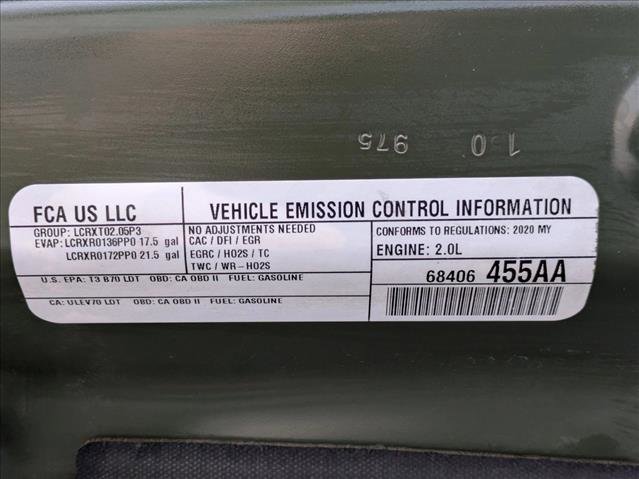 1 0 975
FCA US LLC
GROUP: LCRXT02.05P3
EVAP: LCRXR0136PP0 17.5 gal
LCRXR0172PP0 21.5 gal
VEHICLE EMISSION CONTROL INFORMATION
NO ADJUSTMENTS NEEDED
CAC / DFI / EGR
EGRC / HO2S / TC
TWC / WR-HO2S
CONFORMS TO REGULATIONS: 2020 MY
ENGINE: 2.0L
U.S. EPA: T3 B70 LDT OBD: CA OBD II FUEL: GASOLINE
CA: ULEV70 LDT OBD: CA OBD II FUEL: GASOLINE
68406 455AA